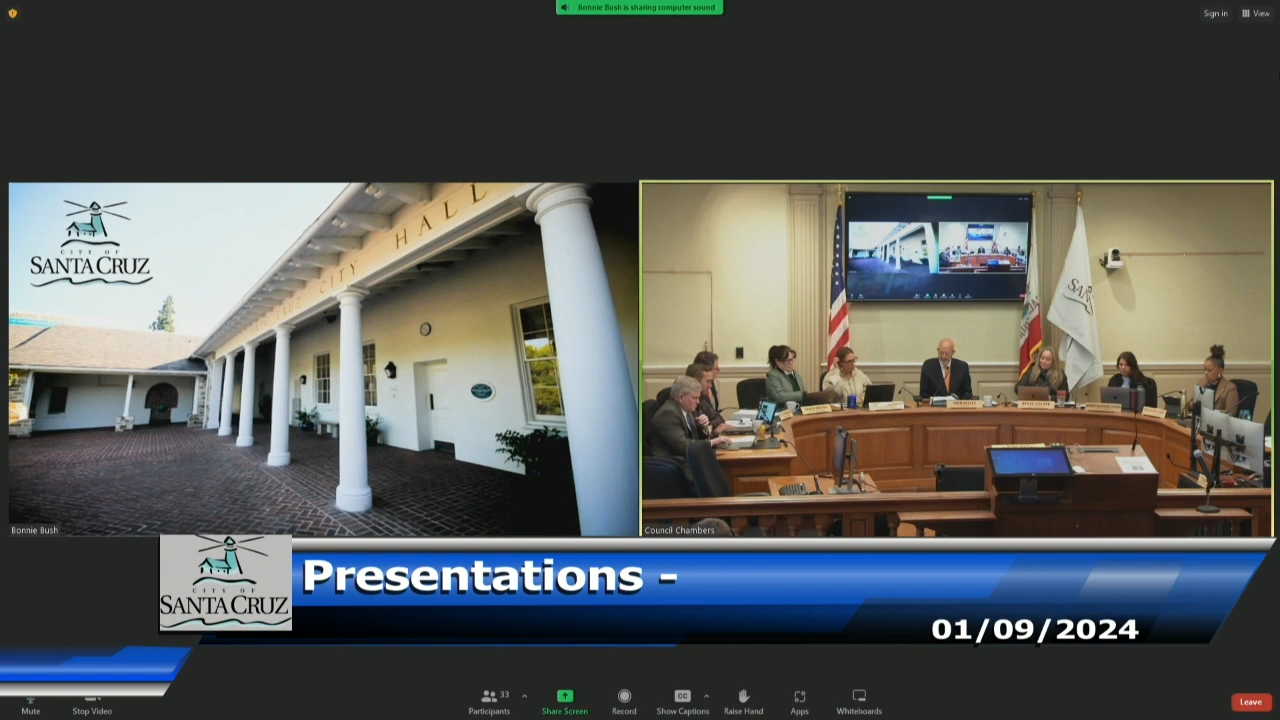 Bonnie Bush is sharing computer sound
Sign in
View
CITY OF
SANTA CRUZ
CITY HALL
Bonnie Bush
Council Chambers
CITY OF
SANTA CRUZ
Presentations -
01/09/2024
Mute
Stop Video
Participants
33
Share Screen
Record
CC
Show Captions
Raise Hand
Apps
Whiteboards
Leave